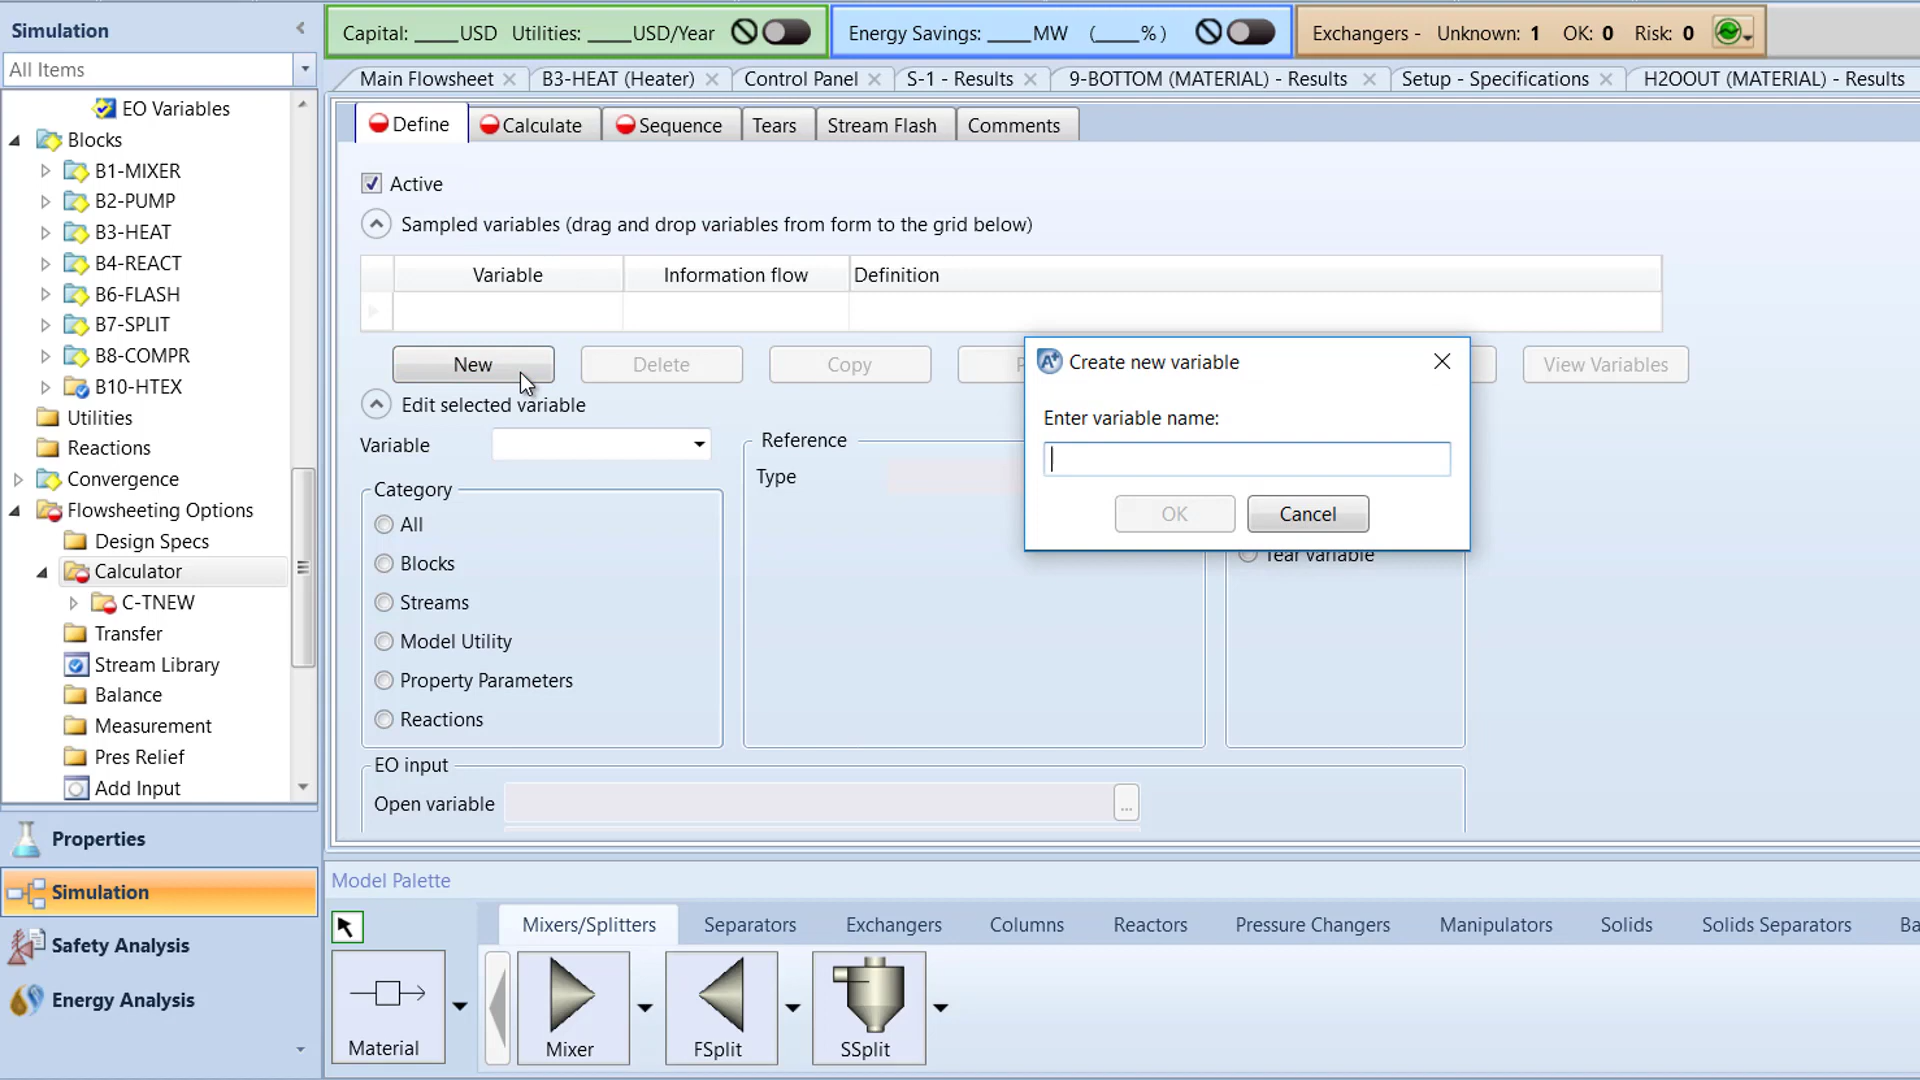 Simulation
All Items
EO Variables
Blocks
B1-MIXER
B2-PUMP
B3-HEAT
B4-REACT
B6-FLASH
B7-SPLIT
B8-COMPR
B10-HTEX
Utilities
Reactions
Convergence
Flowsheeting Options
Design Specs
Calculator
C-TNEW
Transfer
Stream Library
Balance
Measurement
Pres Relief
Add Input
Properties
Simulation
Safety Analysis
Energy Analysis
Capital: ____USD Utilities: ____USD/Year
Energy Savings: ____MW (____%)
Exchangers - Unknown: 1 OK: 0 Risk: 0
Main Flowsheet B3-HEAT (Heater) Control Panel S-1 - Results 9-BOTTOM (MATERIAL) - Results Setup - Specifications H2OOUT (MATERIAL) - Results
Define Calculate Sequence Tears Stream Flash Comments
Active
Sampled variables (drag and drop variables from form to the grid below)
Variable Information flow Definition
New Delete Copy View Variables
Edit selected variable
Variable
Category
All
Blocks
Streams
Model Utility
Property Parameters
Reactions
Reference
Type
Tear variable
EO input
Open variable ...
Create new variable
Enter variable name:
OK Cancel
Model Palette
Mixers/Splitters Separators Exchangers Columns Reactors Pressure Changers Manipulators Solids Solids Separators
Material Mixer FSplit SSplit